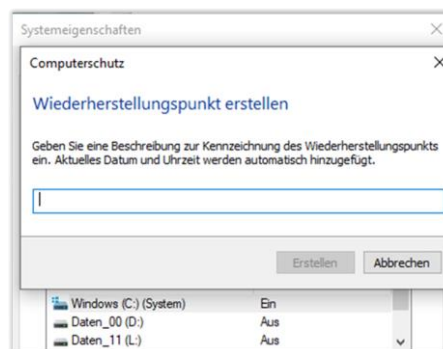 Systemeigenschaften
Computerschutz
Wiederherstellungspunkt erstellen
Geben Sie eine Beschreibung zur Kennzeichnung des Wiederherstellungspunkts
ein. Aktuelles Datum und Uhrzeit werden automatisch hinzugefügt.
Erstellen Abbrechen
Windows (C:) (System) Ein
Daten_00 (D:) Aus
Daten_11 (L:) Aus